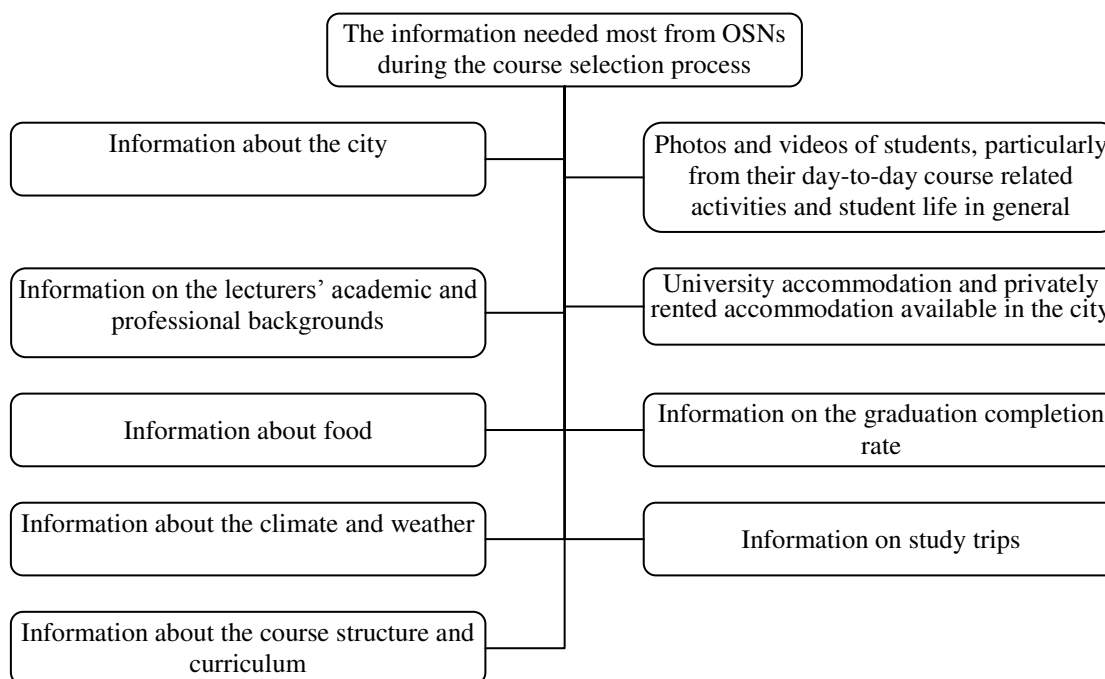 The information needed most from OSNs
during the course selection process
Information about the city
Photos and videos of students, particularly
from their day-to-day course related
activities and student life in general
Information on the lecturers’ academic and
professional backgrounds
University accommodation and privately
rented accommodation available in the city
Information about food
Information on the graduation completion
rate
Information about the climate and weather
Information on study trips
Information about the course structure and
curriculum